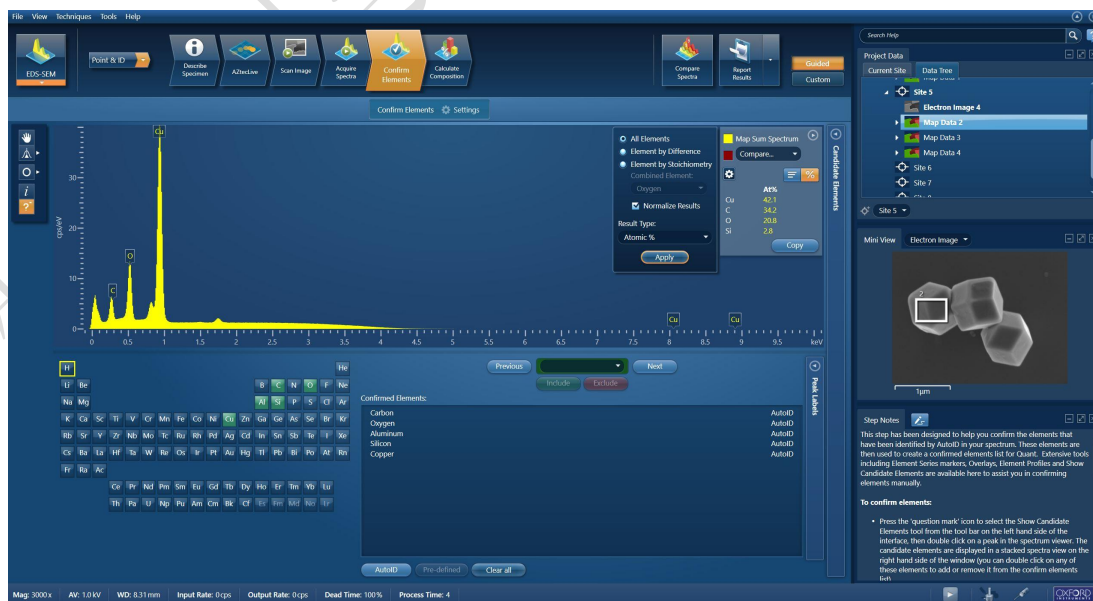 File View Techniques Tools Help
EDS-SEM
Point & ID
Describe
Specimen
AZtecLive
Scan Image
Acquire
Spectra
Confirm
Elements
Calculate
Composition
Compare
Spectra
Report
Results
Guided
Custom
Confirm Elements Settings
cps/eV
30
20
10
0
C
O
Cu
Cu
Cu
0 0.5 1 1.5 2 2.5 3 3.5 4 4.5 5 5.5 6 6.5 7 7.5 8 8.5 9 9.5 keV
All Elements
Element by Difference
Element by Stoichiometry
Combined Element:
Oxygen
Normalize Results
Result Type:
Atomic %
Apply
Map Sum Spectrum
Compare...
%
At%
Cu 42.1
C 34.2
O 20.8
Si 2.8
Copy
Candidate Elements
H He
Li Be B C N O F Ne
Na Mg Al Si P S Cl Ar
K Ca Sc Ti V Cr Mn Fe Co Ni Cu Zn Ga Ge As Se Br Kr
Rb Sr Y Zr Nb Mo Tc Ru Rh Pd Ag Cd In Sn Sb Te I Xe
Cs Ba La Hf Ta W Re Os Ir Pt Au Hg Tl Pb Bi Po At Rn
Fr Ra Ac
Ce Pr Nd Pm Sm Eu Gd Tb Dy Ho Er Tm Yb Lu
Th Pa U Np Pu Am Cm Bk Cf Es Fm Md No Lr
Previous Next
Include Exclude
Confirmed Elements:
Carbon AutoID
Oxygen AutoID
Aluminum AutoID
Silicon AutoID
Copper AutoID
AutoID Pre-defined Clear all
Peak Labels
Search Help
Project Data
Current Site Data Tree
Site 5
Electron Image 4
Map Data 2
Map Data 3
Map Data 4
Site 6
Site 7
Site 5
Mini View Electron Image
2
1µm
Step Notes
This step has been designed to help you confirm the elements that
have been identified by AutoID in your spectrum. These elements are
then used to create a confirmed elements list for Quant. Extensive tools
including Element Series markers, Overlays, Element Profiles and Show
Candidate Elements are available here to assist you in confirming
elements manually.
To confirm elements:
• Press the 'question mark' icon to select the Show Candidate
Elements tool from the tool bar on the left hand side of the
interface, then double click on a peak in the spectrum viewer. The
candidate elements are displayed in a stacked spectra view on the
right hand side of the window (you can double click on any of
these elements to add or remove it from the confirm elements
list)
Mag: 3000 x AV: 1.0 kV WD: 8.31 mm Input Rate: 0 cps Output Rate: 0 cps Dead Time: 100% Process Time: 4
OXFORD
INSTRUMENTS